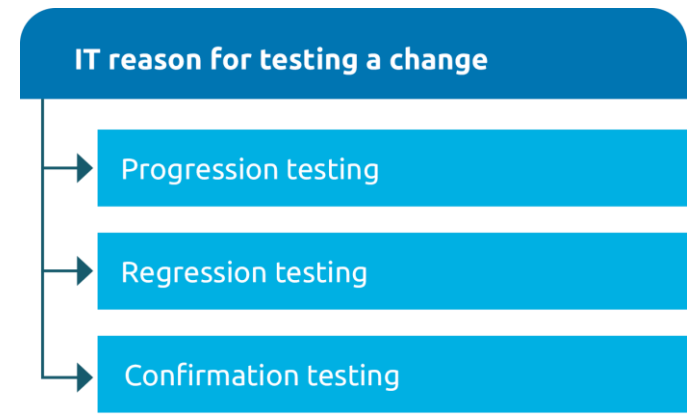 IT reason for testing a change
Progression testing
Regression testing
Confirmation testing